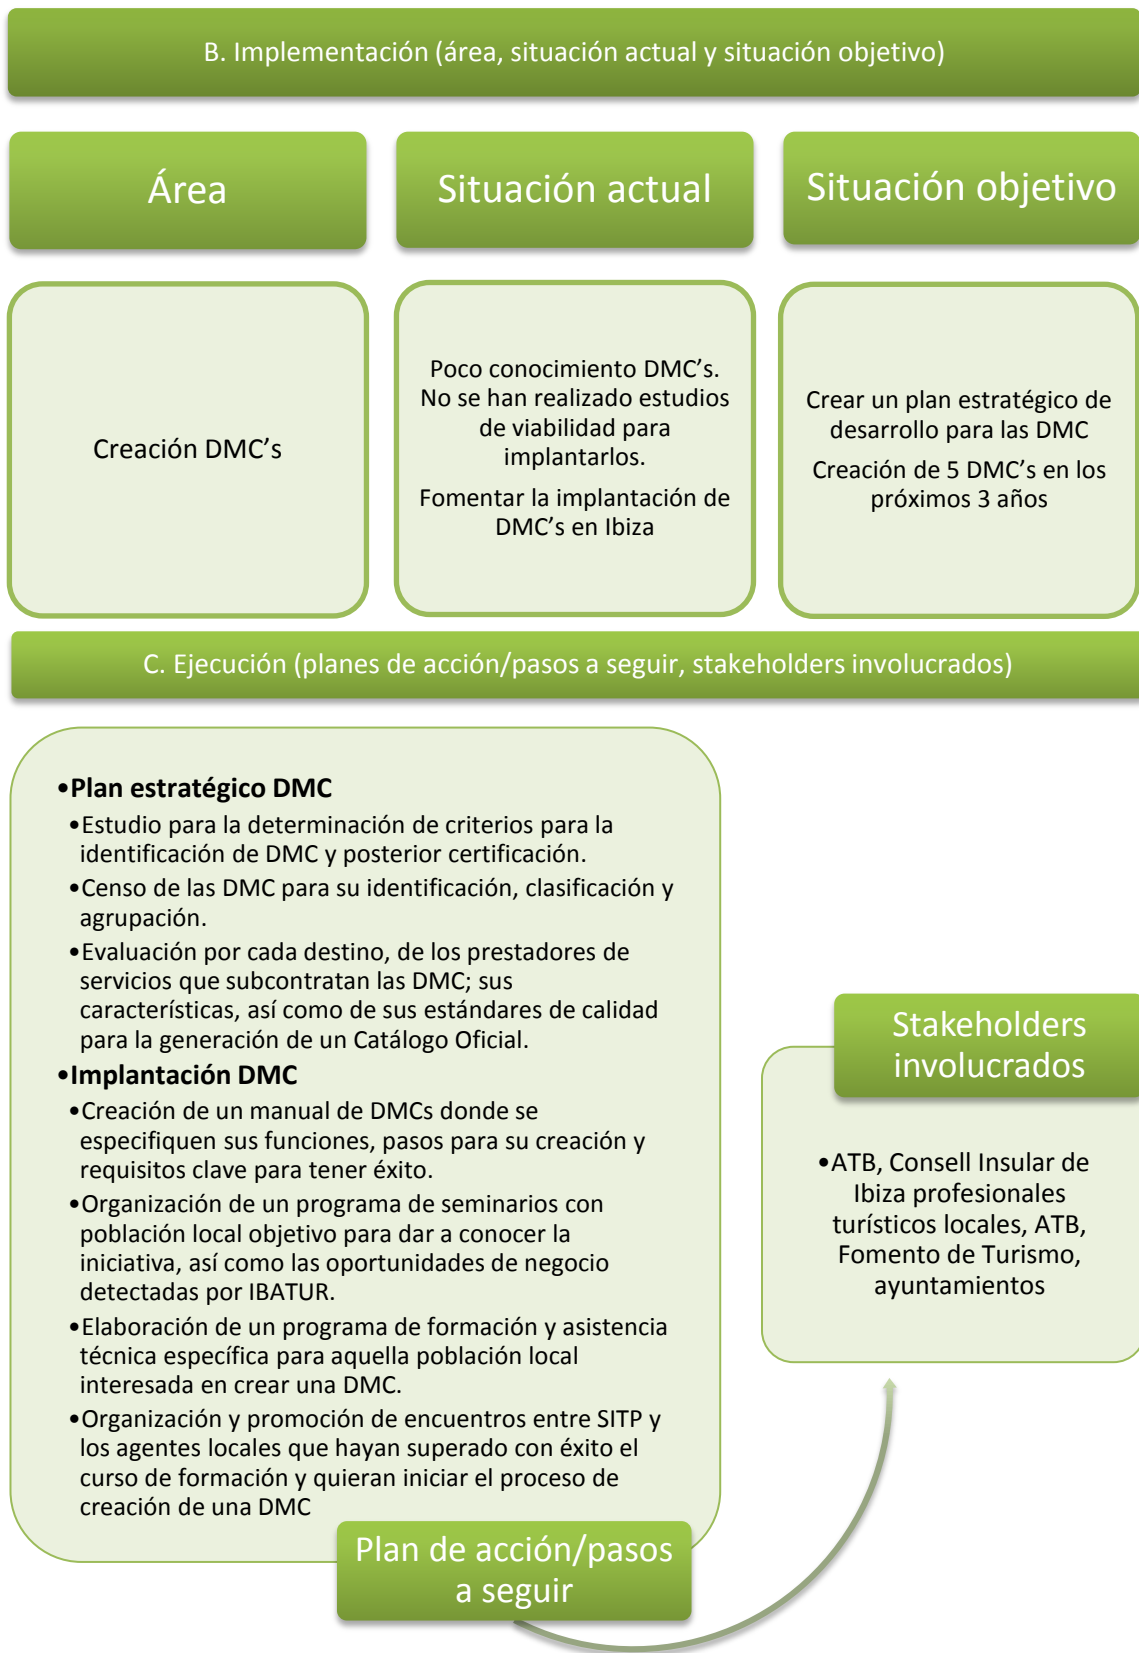 B. Implementación (área, situación actual y situación objetivo)
Área
Situación actual
Situación objetivo
Creación DMC’s
Poco conocimiento DMC’s.
No se han realizado estudios
de viabilidad para
implantarlos.
Fomentar la implantación de
DMC’s en Ibiza
Crear un plan estratégico de
desarrollo para las DMC
Creación de 5 DMC’s en los
próximos 3 años
C. Ejecución (planes de acción/pasos a seguir, stakeholders involucrados)
•Plan estratégico DMC
•Estudio para la determinación de criterios para la
identificación de DMC y posterior certificación.
•Censo de las DMC para su identificación, clasificación y
agrupación.
•Evaluación por cada destino, de los prestadores de
servicios que subcontratan las DMC; sus
características, así como de sus estándares de calidad
para la generación de un Catálogo Oficial.
•Implantación DMC
•Creación de un manual de DMCs donde se
especifiquen sus funciones, pasos para su creación y
requisitos clave para tener éxito.
•Organización de un programa de seminarios con
población local objetivo para dar a conocer la
iniciativa, así como las oportunidades de negocio
detectadas por IBATUR.
•Elaboración de un programa de formación y asistencia
técnica específica para aquella población local
interesada en crear una DMC.
•Organización y promoción de encuentros entre SITP y
los agentes locales que hayan superado con éxito el
curso de formación y quieran iniciar el proceso de
creación de una DMC
Plan de acción/pasos
a seguir
Stakeholders
involucrados
•ATB, Consell Insular de
Ibiza profesionales
turísticos locales, ATB,
Fomento de Turismo,
ayuntamientos